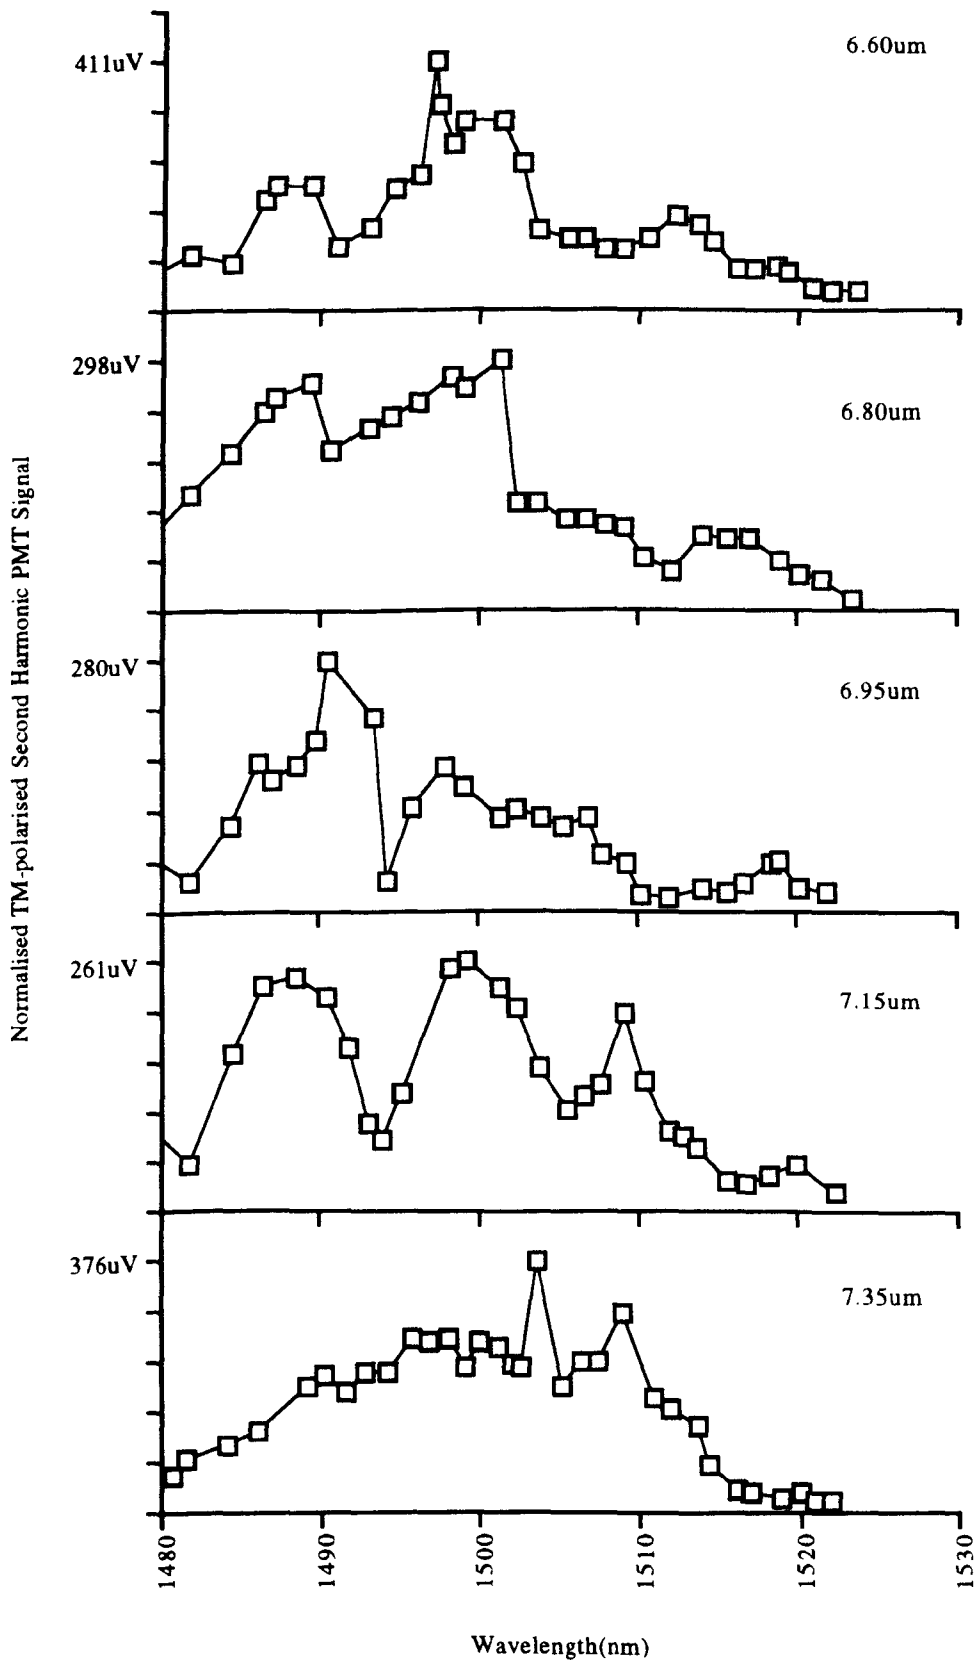 411uV
6.60um
298uV
6.80um
Normalised TM-polarised Second Harmonic PMT Signal
280uV
6.95um
261uV
7.15um
376uV
7.35um
1480
1490
1500
1510
1520
1530
Wavelength(nm)